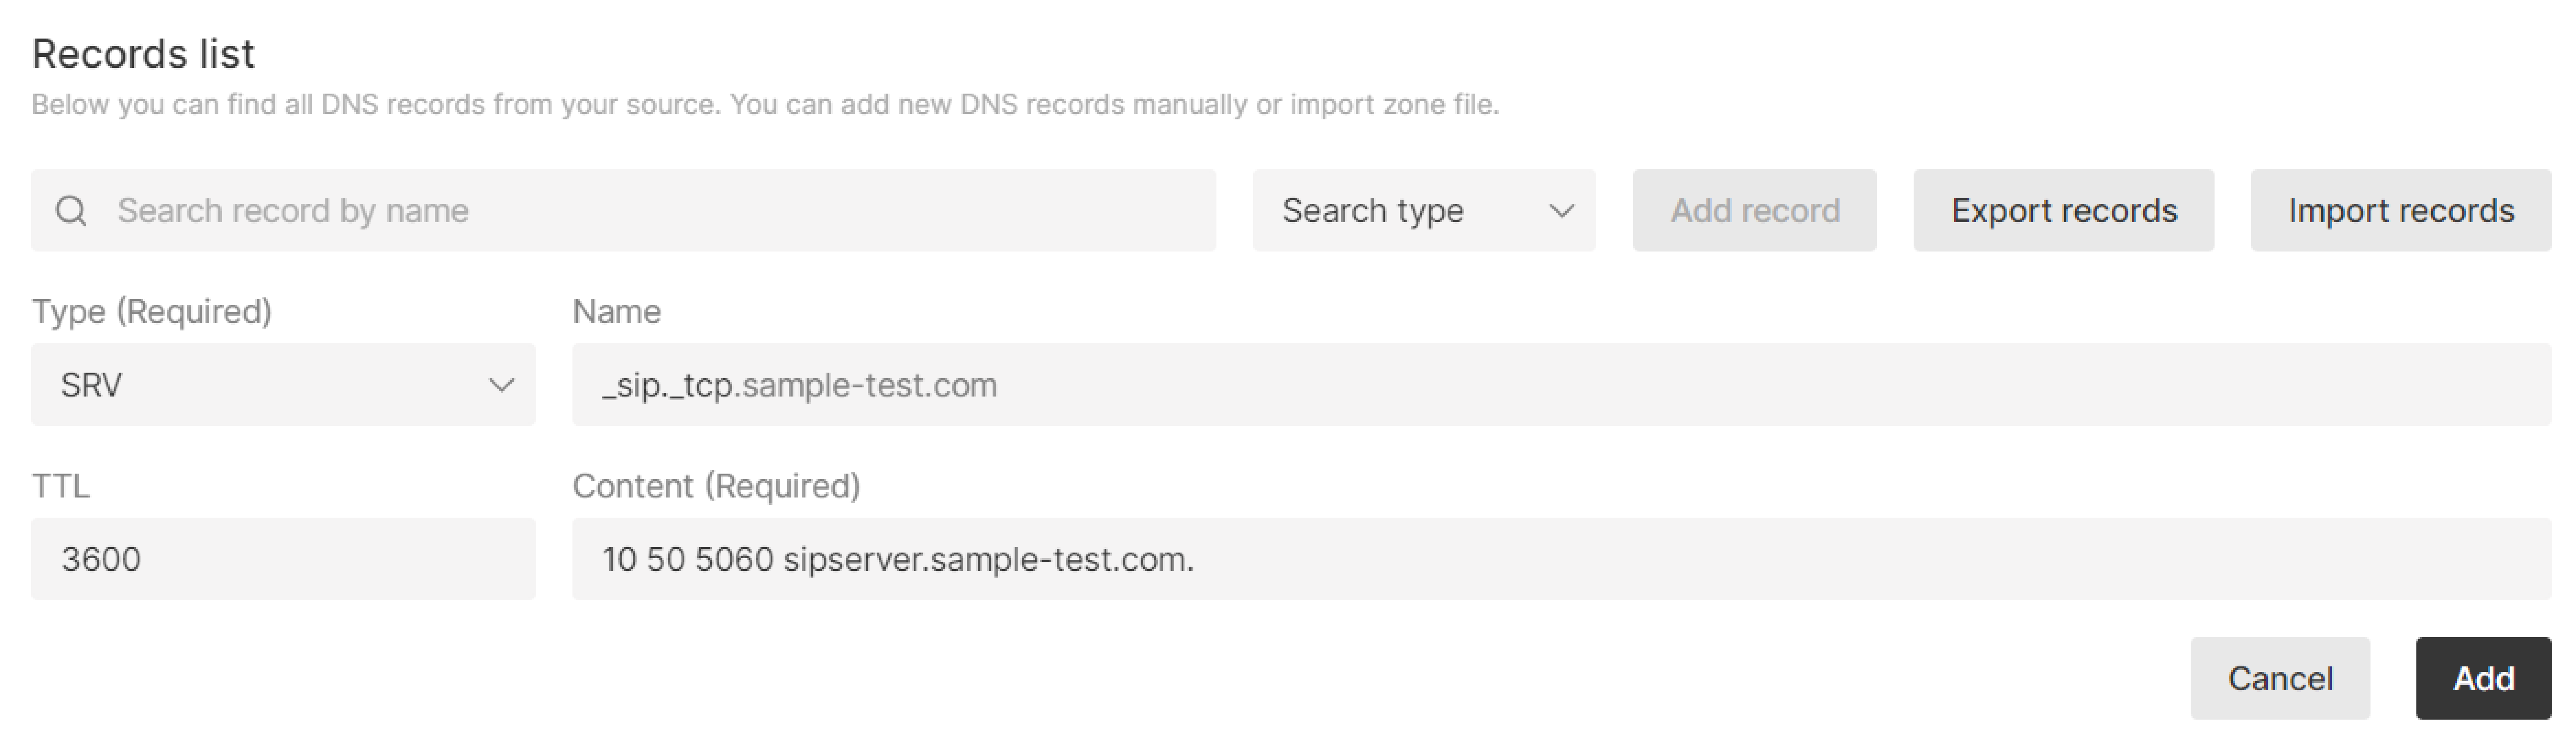 Records list
Below you can find all DNS records from your source. You can add new DNS records manually or import zone file.
Search record by name
Search type
Add record
Export records
Import records
Type (Required)
Name
SRV
_sip._tcp.sample-test.com
TTL
Content (Required)
3600
10 50 5060 sipserver.sample-test.com.
Cancel
Add